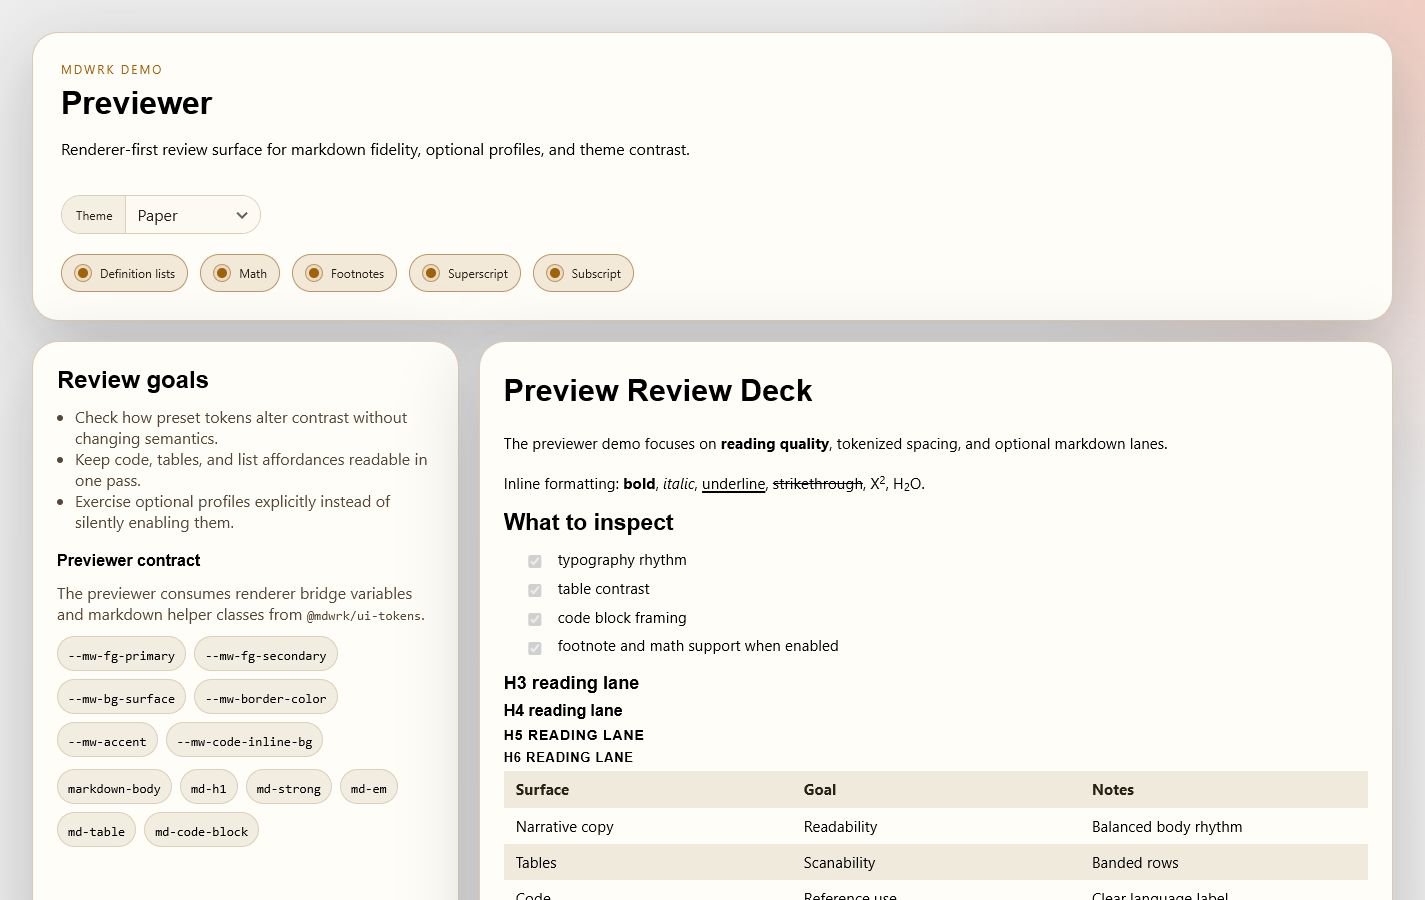 MDWRK DEMO
Previewer
Renderer-first review surface for markdown fidelity, optional profiles, and theme contrast.
Theme Paper
Definition lists Math Footnotes Superscript Subscript
Review goals
Check how preset tokens alter contrast without
changing semantics.
Keep code, tables, and list affordances readable in
one pass.
Exercise optional profiles explicitly instead of
silently enabling them.
Previewer contract
The previewer consumes renderer bridge variables
and markdown helper classes from @mdwrk/ui-tokens.
--mw-fg-primary --mw-fg-secondary
--mw-bg-surface --mw-border-color
--mw-accent --mw-code-inline-bg
markdown-body md-h1 md-strong md-em
md-table md-code-block
Preview Review Deck
The previewer demo focuses on reading quality, tokenized spacing, and optional markdown lanes.
Inline formatting: bold, italic, underline, strikethrough, X², H₂O.
What to inspect
typography rhythm
table contrast
code block framing
footnote and math support when enabled
H3 reading lane
H4 reading lane
H5 READING LANE
H6 READING LANE
Surface Goal Notes
Narrative copy Readability Balanced body rhythm
Tables Scanability Banded rows
Code Reference use Clear language label